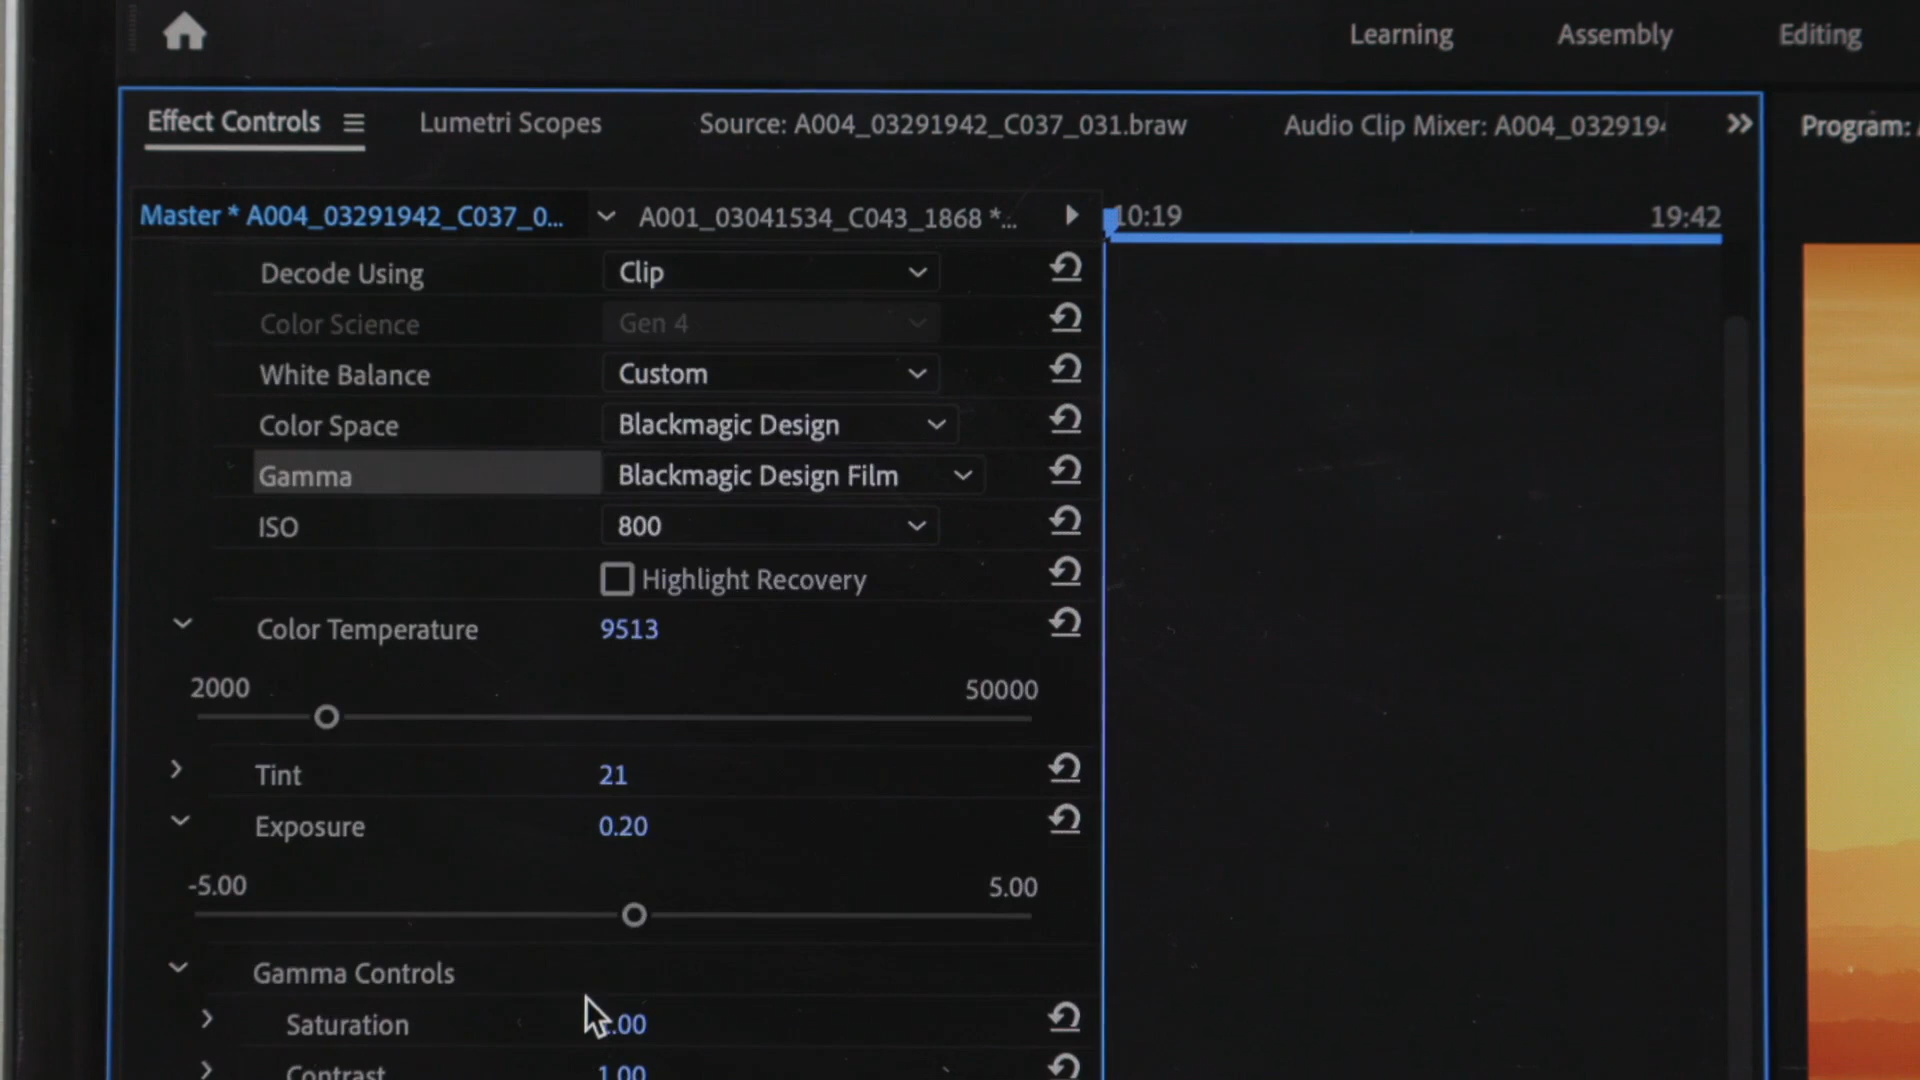 Learning Assembly Editing
Effect Controls Lumetri Scopes Source: A004_03291942_C037_031.braw Audio Clip Mixer: A004_03291 Program:
Master * A004_03291942_C037_0... A001_03041534_C043_1868 *... 10:19 19:42
Decode Using Clip
Color Science Gen 4
White Balance Custom
Color Space Blackmagic Design
Gamma Blackmagic Design Film
ISO 800
Highlight Recovery
Color Temperature 9513
2000 50000
Tint 21
Exposure 0.20
-5.00 5.00
Gamma Controls
Saturation .00
Contrast 1.00